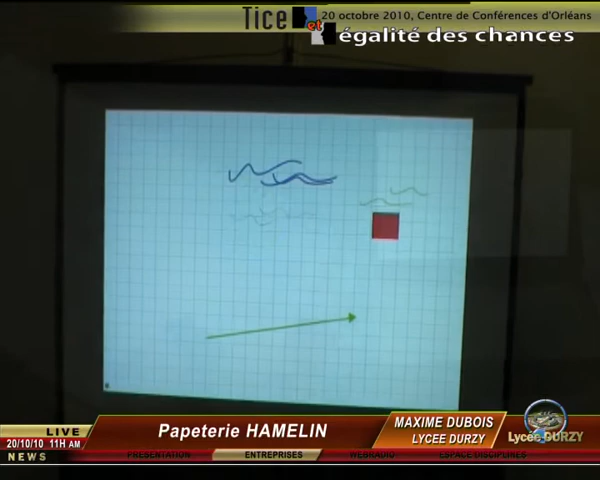 Tice et 20 octobre 2010, Centre de Conférences d'Orléans
égalité des chances
LIVE
20/10/10 11H AM
NEWS
Papeterie HAMELIN
MAXIME DUBOIS
LYCEE DURZY
Lycée DURZY
PRESENTATION ENTREPRISES WEBRADIO ESPACE DISCIPLINES